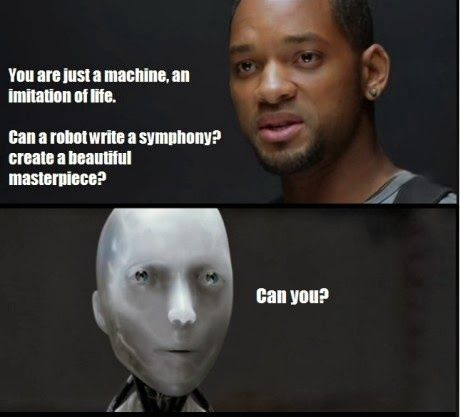 You are just a machine, an
imitation of life.
Can a robot write a symphony?
create a beautiful
masterpiece?
Can you?